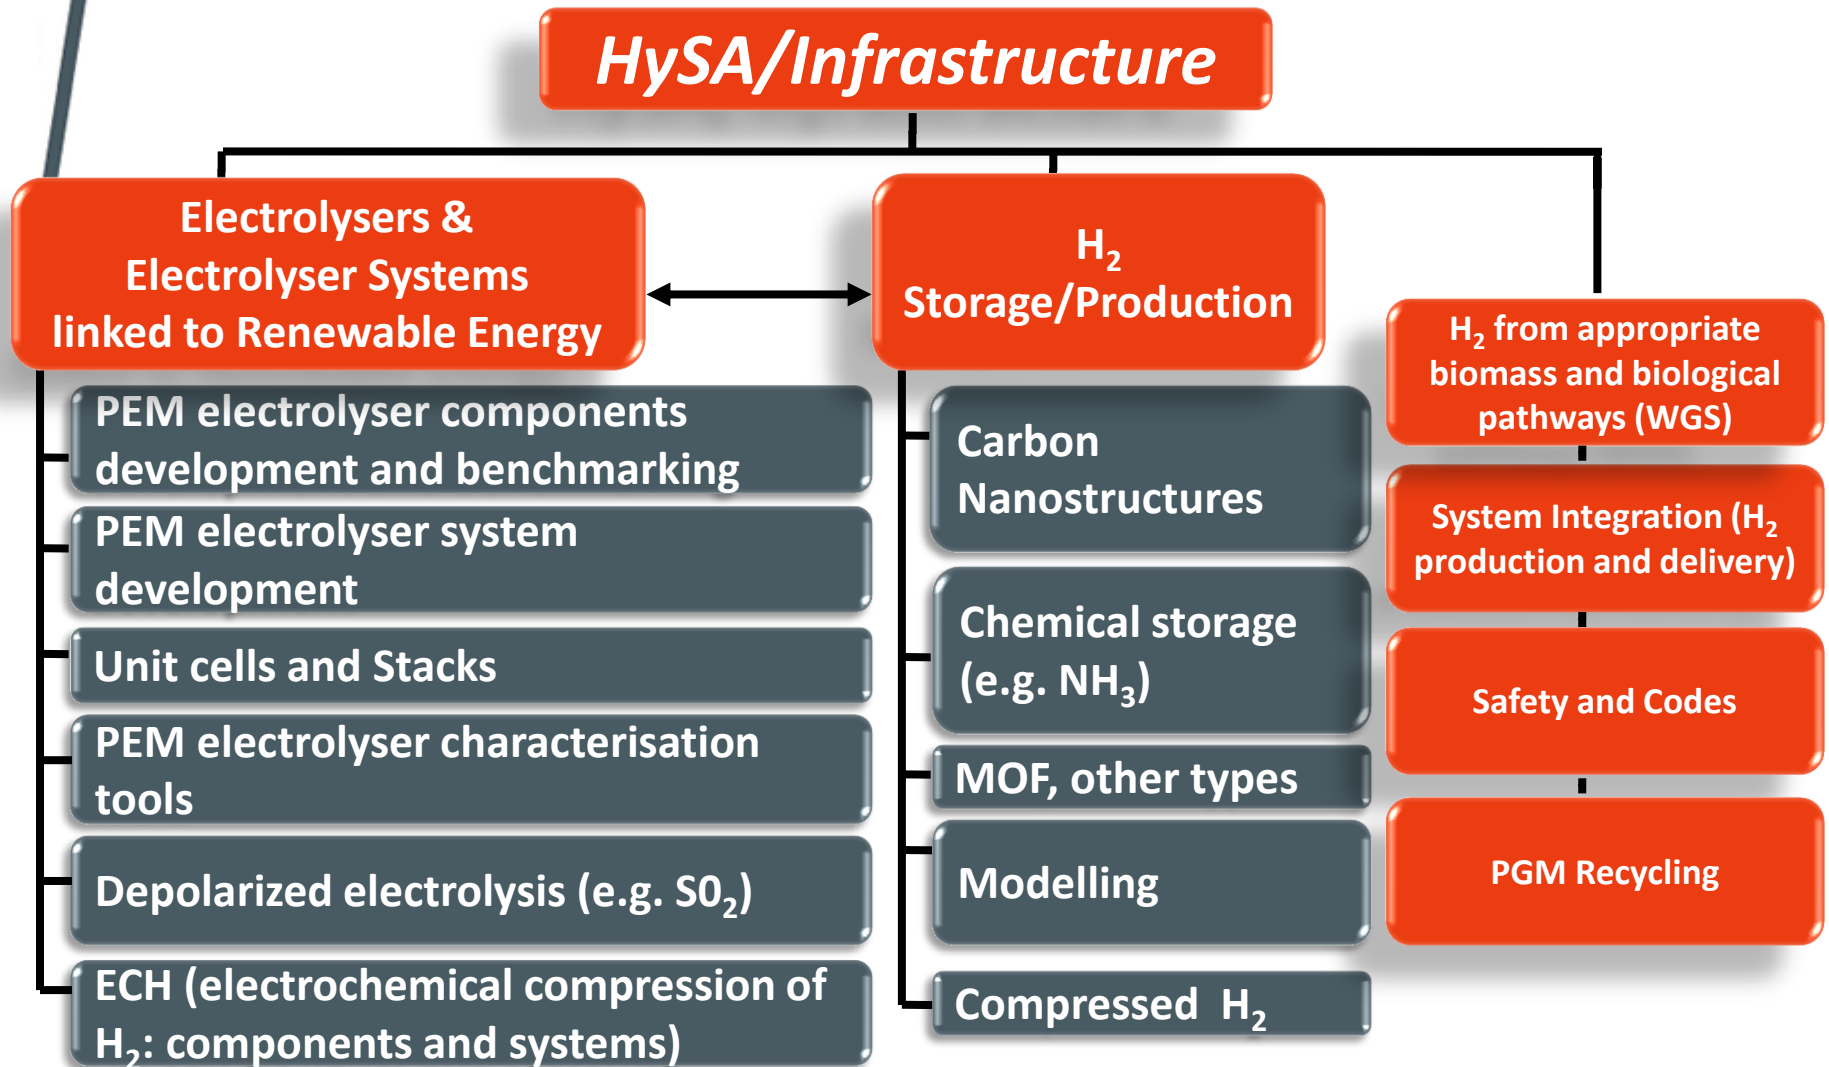 HySA/Infrastructure
Electrolysers &
Electrolyser Systems
linked to Renewable Energy
PEM electrolyser components
development and benchmarking
PEM electrolyser system
development
Unit cells and Stacks
PEM electrolyser characterisation
tools
Depolarized electrolysis (e.g. S0₂)
ECH (electrochemical compression of
H₂: components and systems)
H₂
Storage/Production
Carbon
Nanostructures
Chemical storage
(e.g. NH₃)
MOF, other types
Modelling
Compressed H₂
H₂ from appropriate
biomass and biological
pathways (WGS)
System Integration (H₂
production and delivery)
Safety and Codes
PGM Recycling